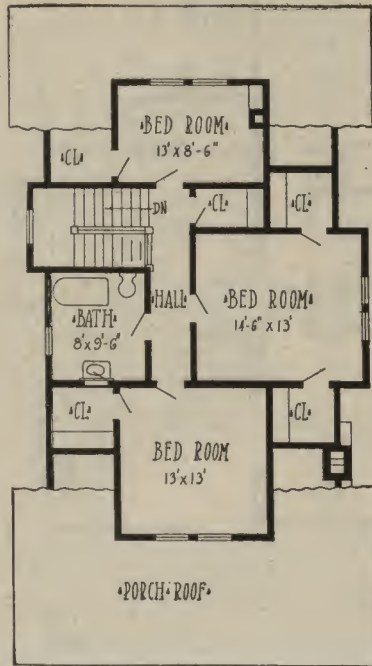 BED ROOM
13' x 8'-6"
CL
DN
CL
CL
BED ROOM
14'-6" x 13'
HALL
BATH
8' x 9'-6"
CL
CL
BED ROOM
13' x 13'
PORCH ROOF